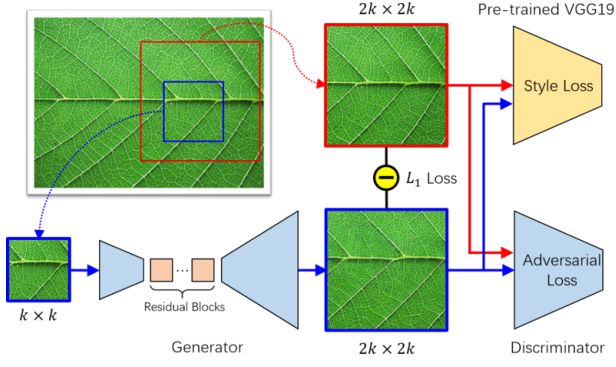 2k × 2k
Pre-trained VGG19
Style Loss
L₁ Loss
Adversarial
Loss
k × k
Residual Blocks
Generator
2k × 2k
Discriminator